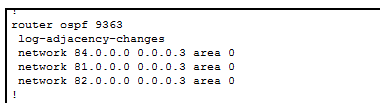 !
router ospf 9363
 log-adjacency-changes
 network 84.0.0.0 0.0.0.3 area 0
 network 81.0.0.0 0.0.0.3 area 0
 network 82.0.0.0 0.0.0.3 area 0
!